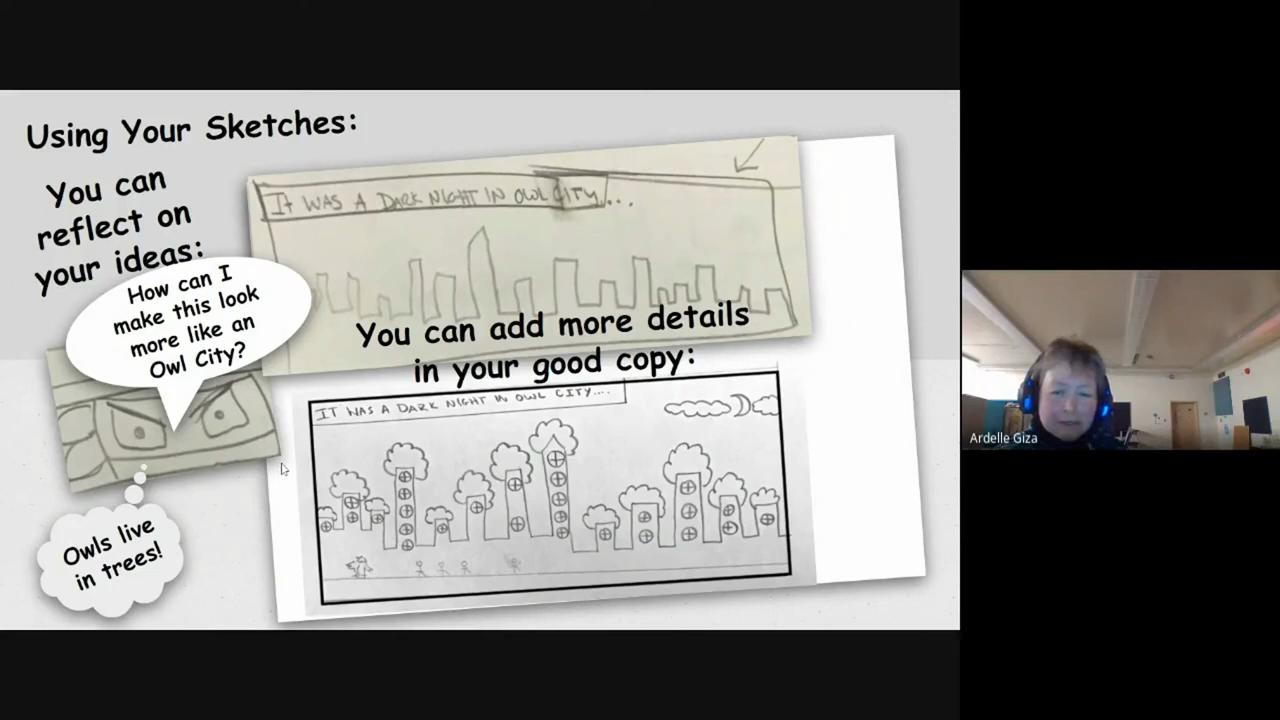 Using Your Sketches:
You can
reflect on
your ideas:
IT WAS A DARK NIGHT IN OWL CITY...
How can I
make this look
more like an
Owl City?
You can add more details
in your good copy:
IT WAS A DARK NIGHT IN OWL CITY....
Owls live
in trees!
Ardelle Giza